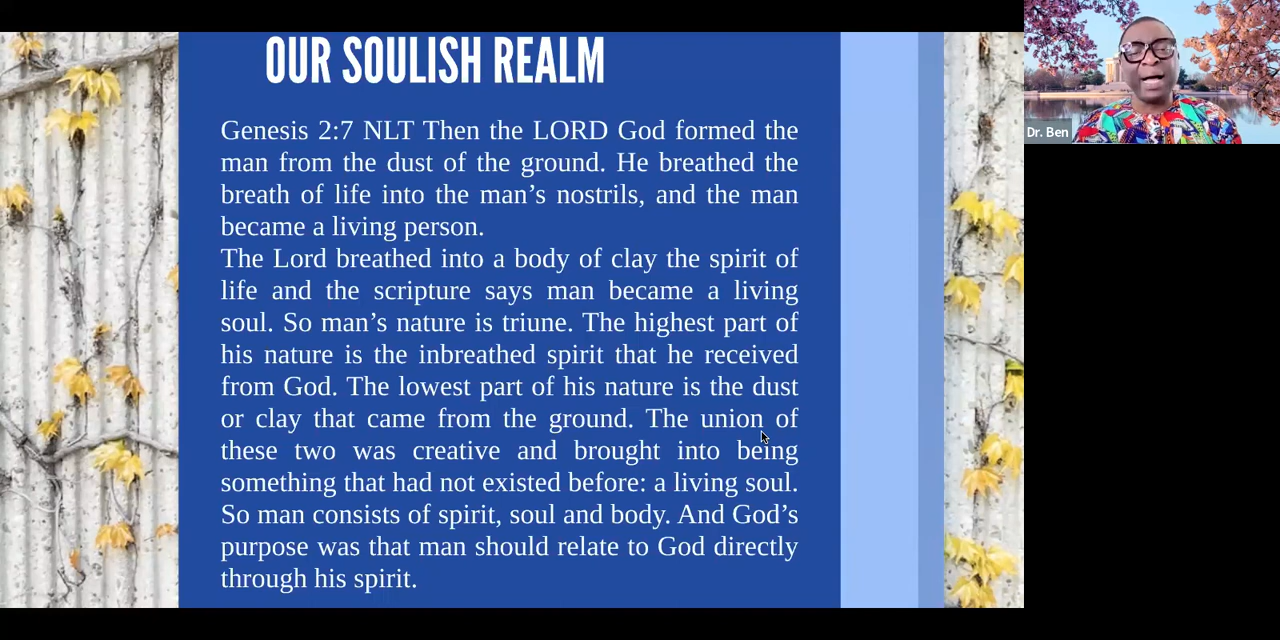 OUR SOULISH REALM
Genesis 2:7 NLT Then the LORD God formed the
man from the dust of the ground. He breathed the
breath of life into the man’s nostrils, and the man
became a living person.
The Lord breathed into a body of clay the spirit of
life and the scripture says man became a living
soul. So man’s nature is triune. The highest part of
his nature is the inbreathed spirit that he received
from God. The lowest part of his nature is the dust
or clay that came from the ground. The union of
these two was creative and brought into being
something that had not existed before: a living soul.
So man consists of spirit, soul and body. And God’s
purpose was that man should relate to God directly
through his spirit.
Dr. Ben